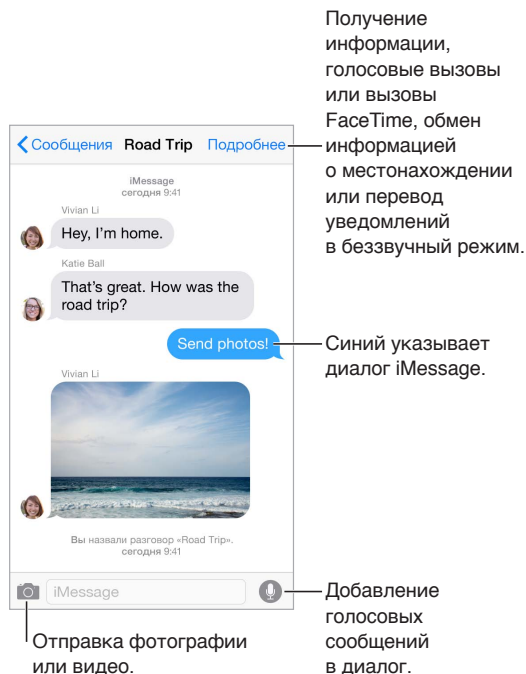 Получение
информации,
голосовые вызовы
или вызовы
FaceTime, обмен
информацией
о местонахождении
или перевод
уведомлений
в беззвучный режим.
Сообщения Road Trip Подробнее
iMessage
сегодня 9:41
Vivian Li
Hey, I'm home.
Katie Ball
That's great. How was the
road trip?
Send photos!
Синий указывает
диалог iMessage.
Vivian Li
Вы назвали разговор «Road Trip».
сегодня 9:41
iMessage
Добавление
голосовых
сообщений
в диалог.
Отправка фотографии
или видео.